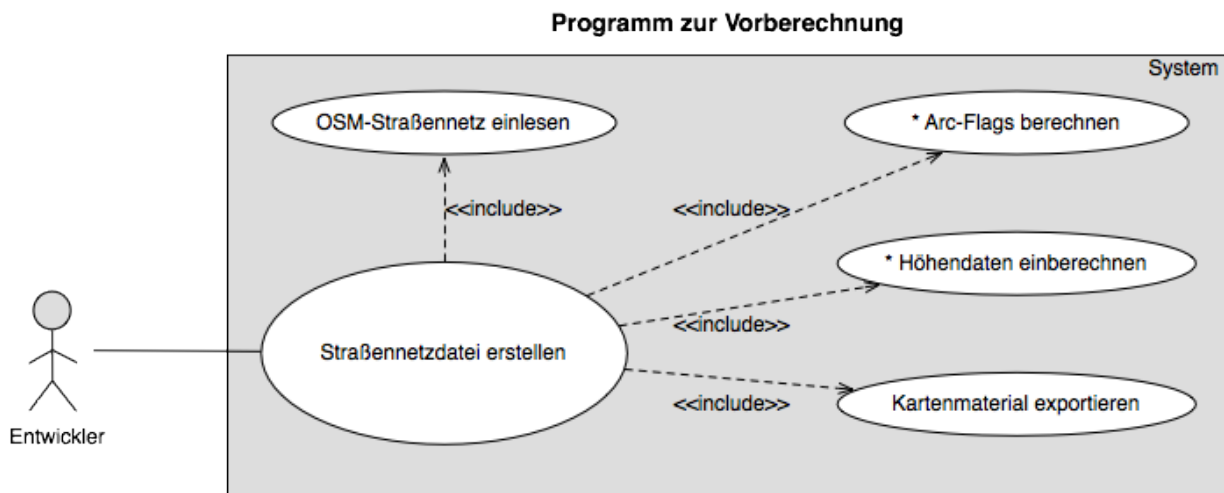 Programm zur Vorberechnung
System
OSM-Straßennetz einlesen
* Arc-Flags berechnen
<<include>>
<<include>>
* Höhendaten einberechnen
<<include>>
Straßennetzdatei erstellen
<<include>>
Kartenmaterial exportieren
Entwickler